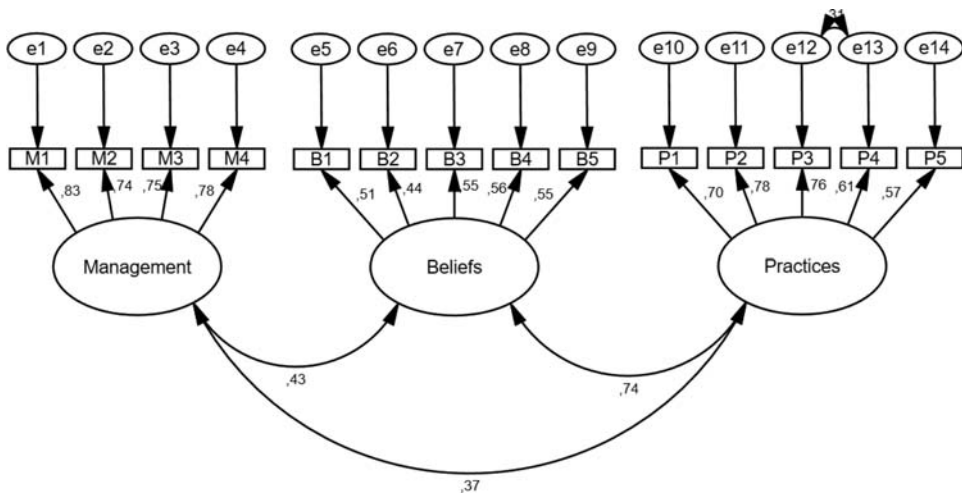 ,31
e1 e2 e3 e4 e5 e6 e7 e8 e9 e10 e11 e12 e13 e14
M1 M2 M3 M4 B1 B2 B3 B4 B5 P1 P2 P3 P4 P5
,83 ,74 ,75 ,78 ,51 ,44 ,55 ,56 ,55 ,70 ,78 ,76 ,61 ,57
Management Beliefs Practices
,43 ,74
,37